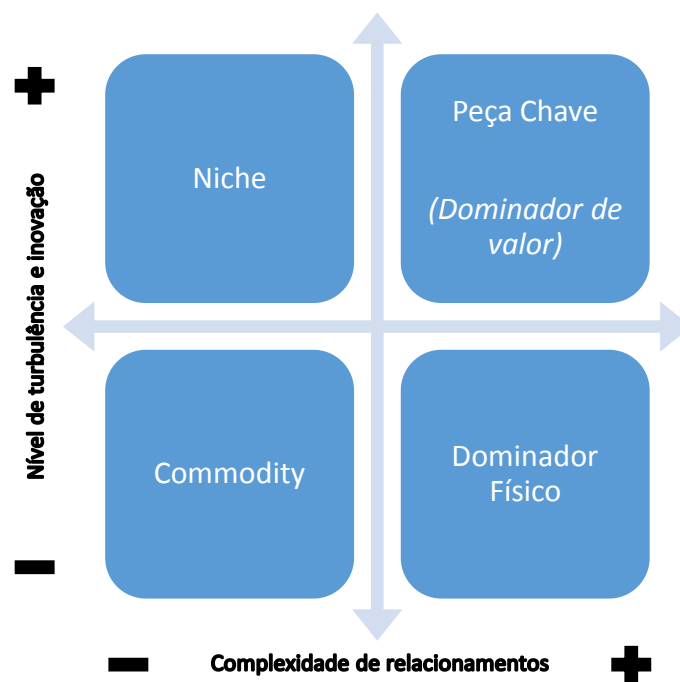 Niche
Peça Chave
(Dominador de
valor)
Nível de turbulência e inovação
Commodity
Dominador
Físico
Complexidade de relacionamentos